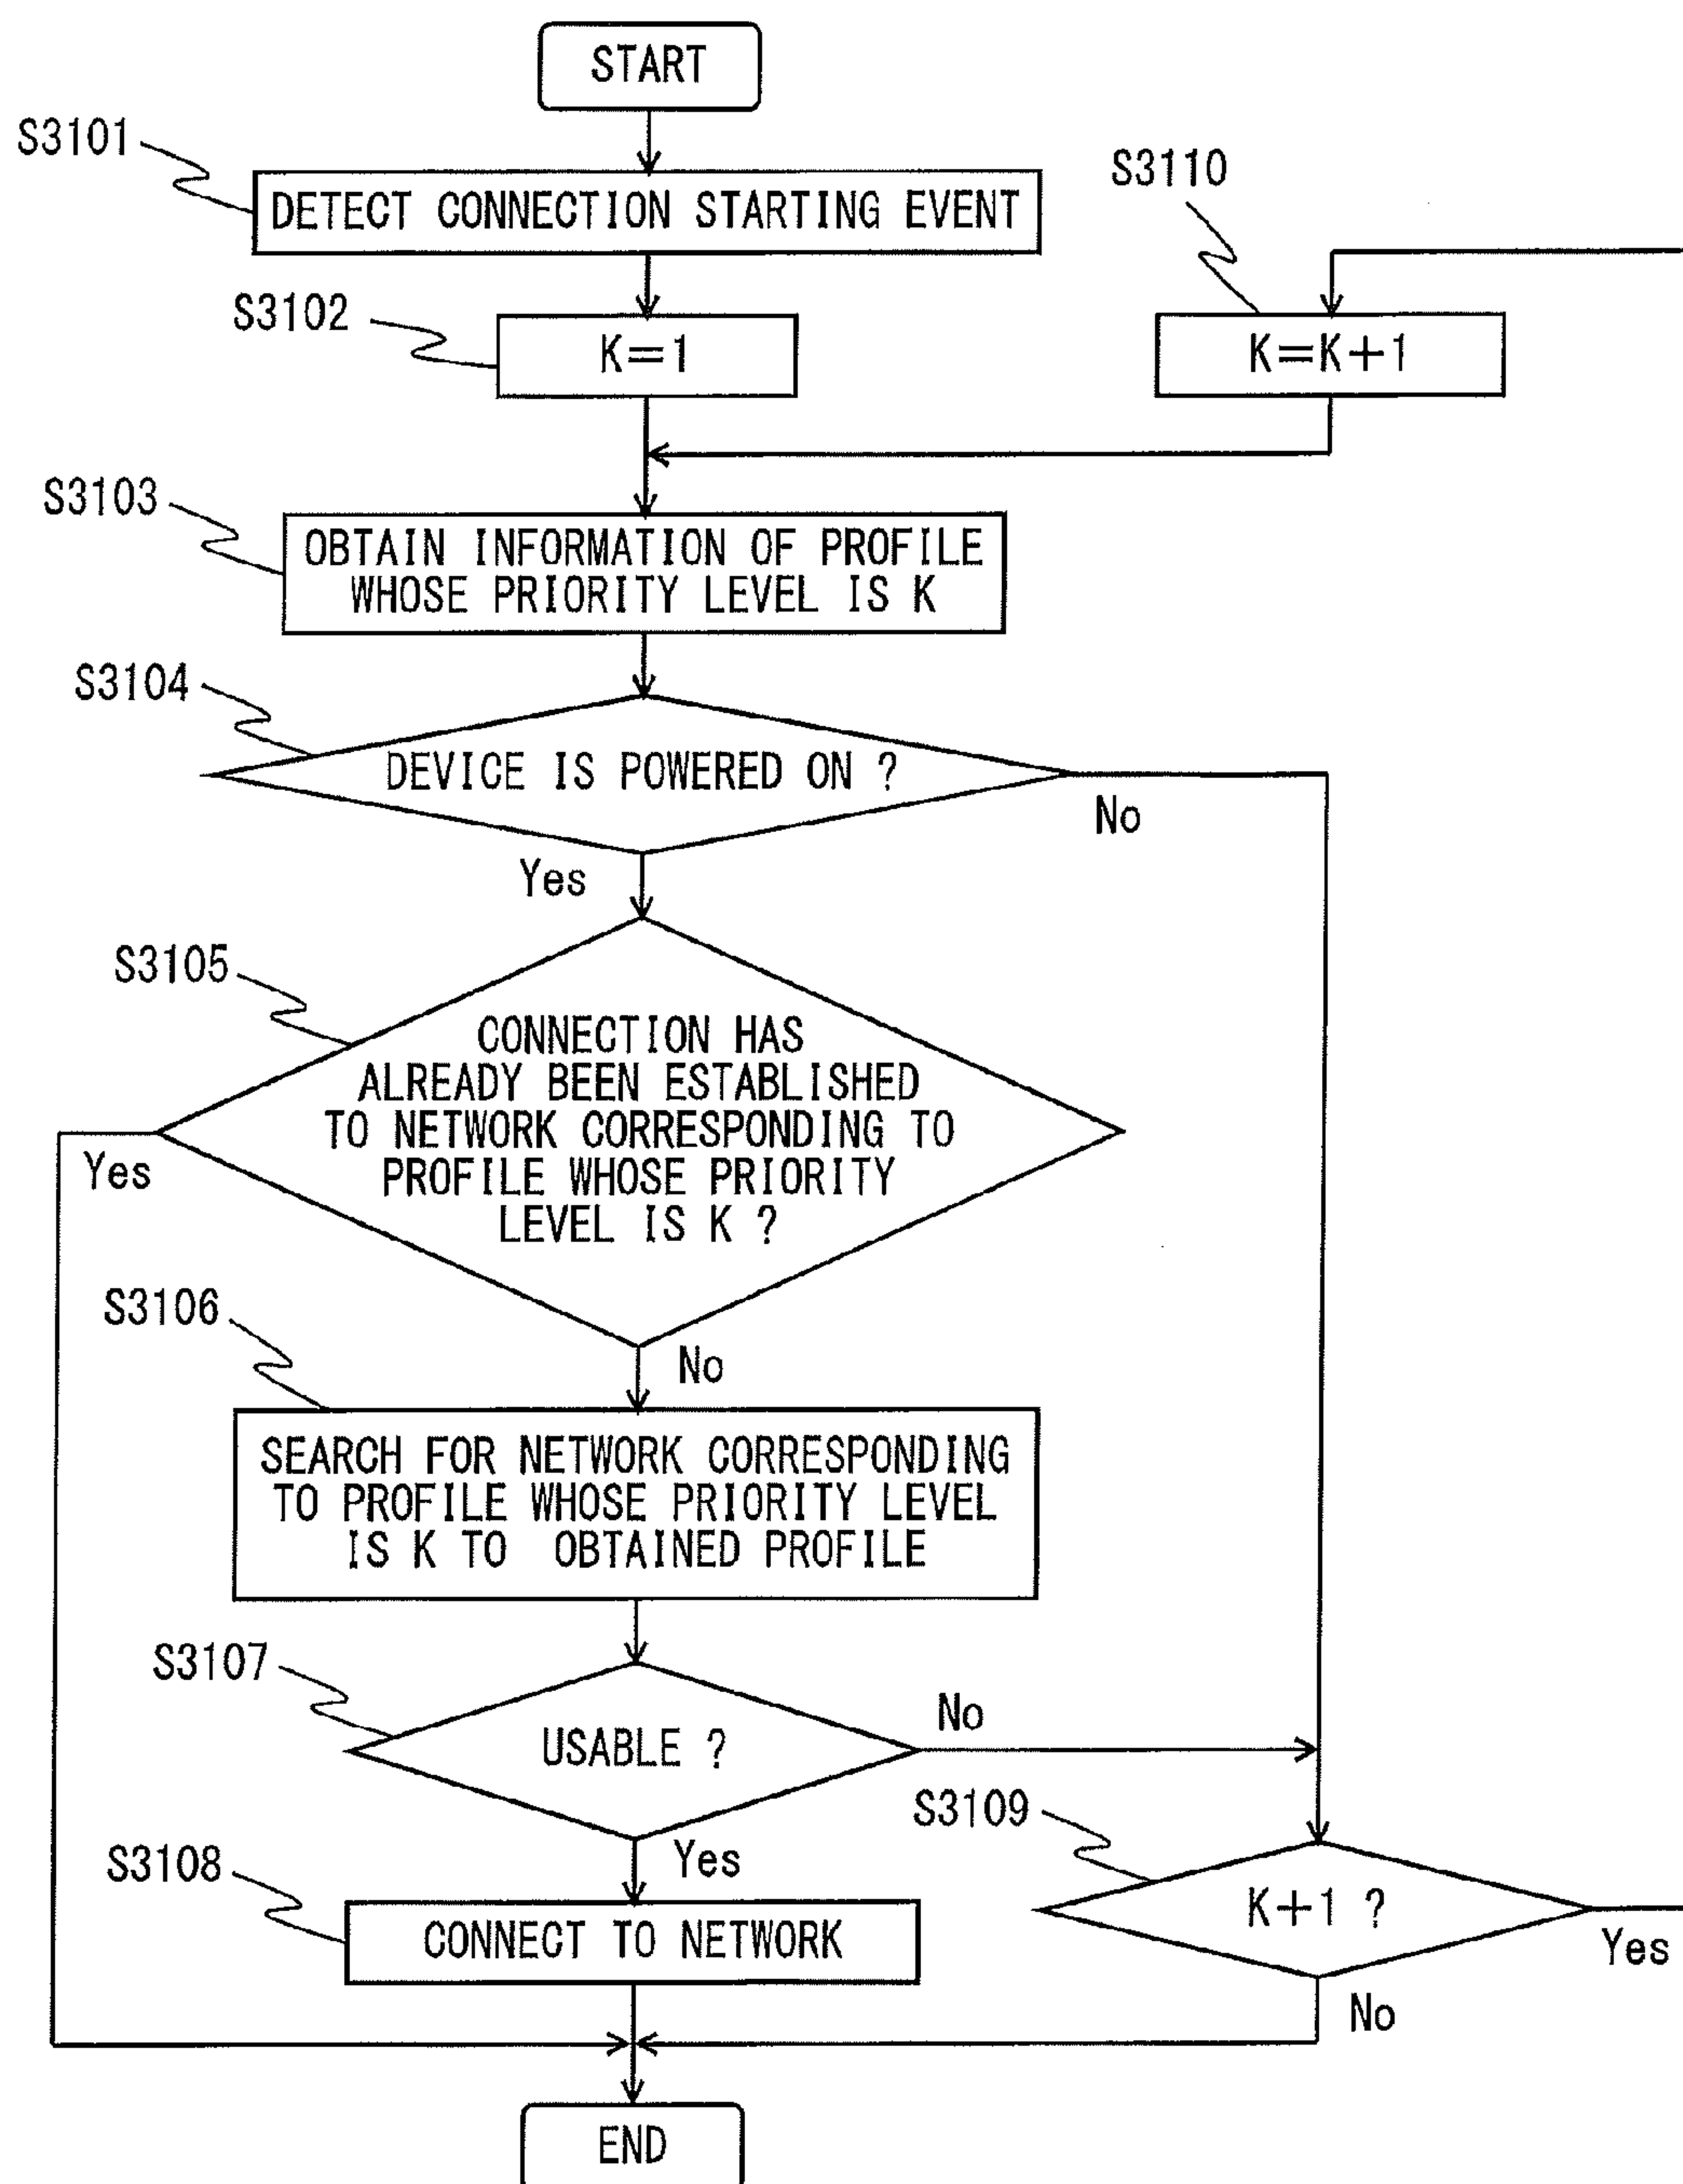 START
S3101
DETECT CONNECTION STARTING EVENT
S3110
S3102
K=1
K=K+1
S3103
OBTAIN INFORMATION OF PROFILE
WHOSE PRIORITY LEVEL IS K
S3104
DEVICE IS POWERED ON ?
No
Yes
S3105
CONNECTION HAS
ALREADY BEEN ESTABLISHED
TO NETWORK CORRESPONDING TO
PROFILE WHOSE PRIORITY
LEVEL IS K ?
Yes
S3106
No
SEARCH FOR NETWORK CORRESPONDING
TO PROFILE WHOSE PRIORITY LEVEL
IS K TO OBTAINED PROFILE
S3107
USABLE ?
No
S3109
Yes
S3108
CONNECT TO NETWORK
K+1 ?
Yes
No
END